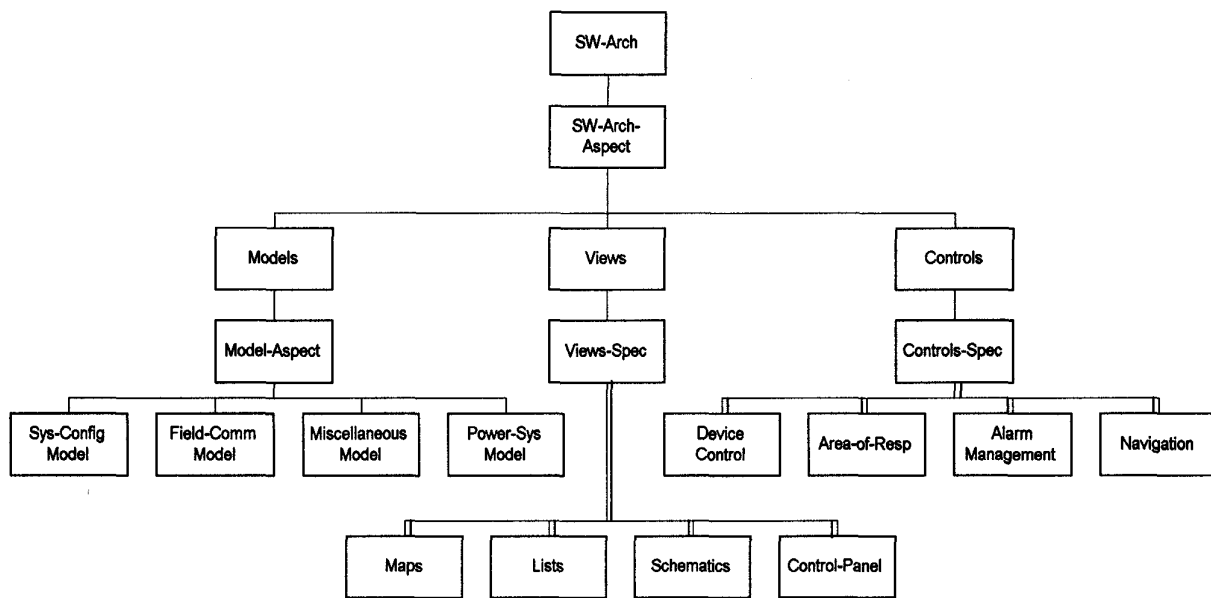 SW-Arch
SW-Arch-
Aspect
Models
Views
Controls
Model-Aspect
Views-Spec
Controls-Spec
Sys-Config
Model
Field-Comm
Model
Miscellaneous
Model
Power-Sys
Model
Device
Control
Area-of-Resp
Alarm
Management
Navigation
Maps
Lists
Schematics
Control-Panel